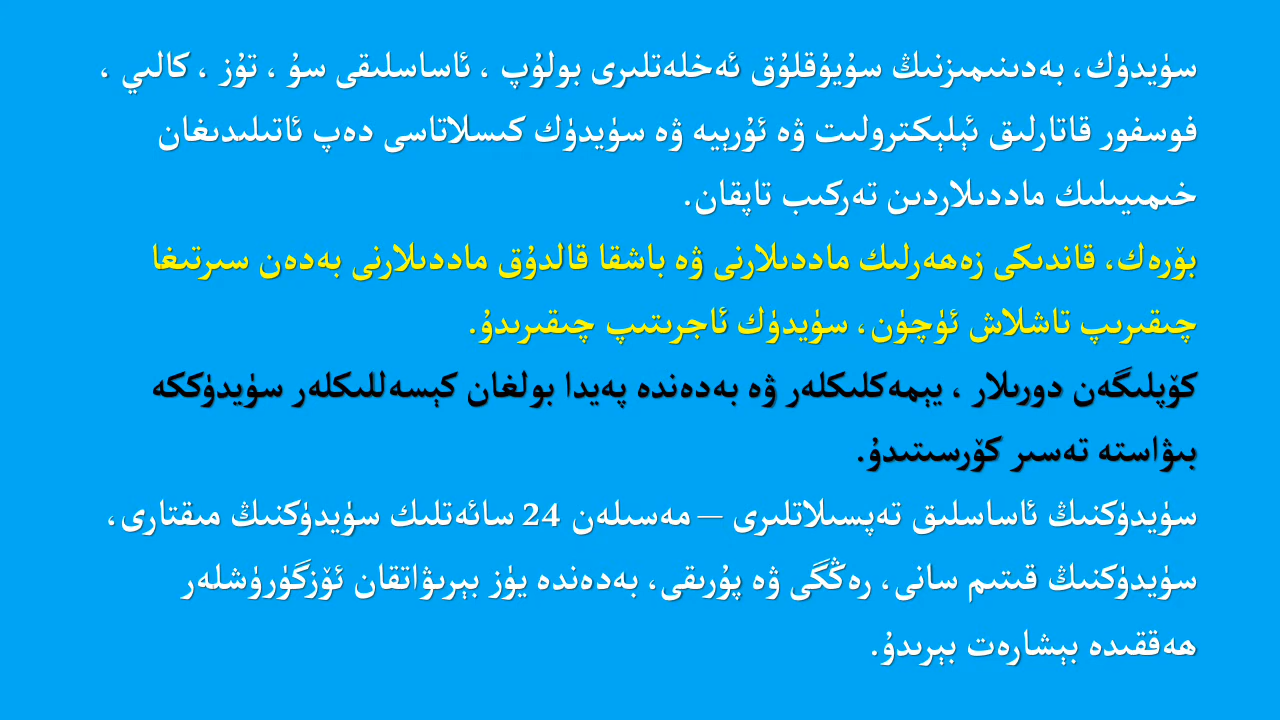 سۈيدۈك، بەدىنىمىزنىڭ سۇيۇقلۇق ئەخلەتلىرى بولۇپ ، ئاساسلىقى سۇ ، تۇز ، كالىي ،
فوسفور قاتارلىق ئېلېكترولىت ۋە ئۇرېيە ۋە سۈيدۈك كىسلاتاسى دەپ ئاتىلىدىغان
خىمىيىلىك ماددىلاردىن تەركىب تاپقان.
بۆرەك، قاندىكى زەھەرلىك ماددىلارنى ۋە باشقا قالدۇق ماددىلارنى بەدەن سىرتىغا
چىقىرىپ تاشلاش ئۈچۈن، سۈيدۈك ئاجرىتىپ چىقىرىدۇ.
كۆپلىگەن دورىلار ، يېمەكلىكلەر ۋە بەدەندە پەيدا بولغان كېسەللىكلەر سۈيدۈككە
بىۋاستە تەسىر كۆرسىتىدۇ.
سۈيدۈكنىڭ ئاساسلىق تەپسىلاتلىرى — مەسىلەن 24 سائەتلىك سۈيدۈكنىڭ مىقتارى،
سۈيدۈكنىڭ قىتىم سانى، رەڭگى ۋە پۇرىقى، بەدەندە يۈز بېرىۋاتقان ئۆزگۈرۈشلەر
ھەققىدە بېشارەت بېرىدۇ.